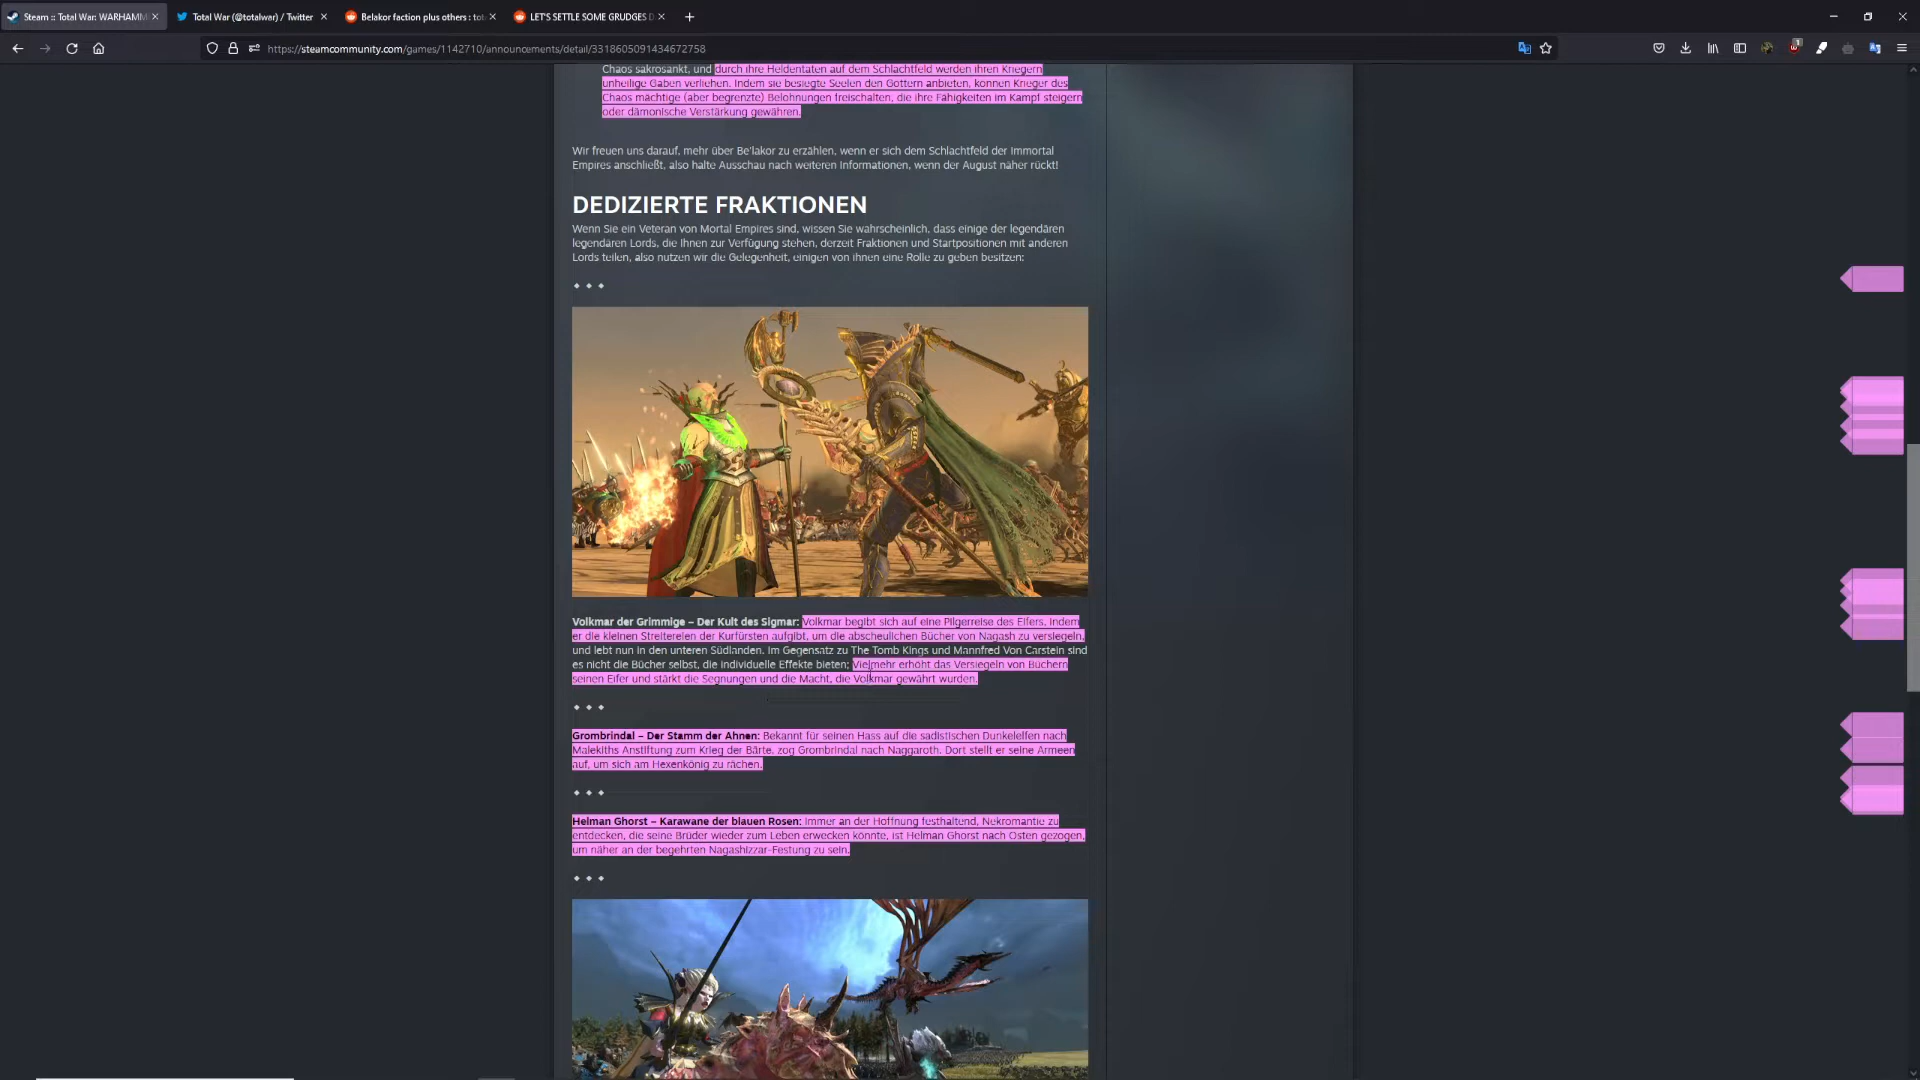 Steam :: Total War: WARHAMM
Total War (@totalwar) / Twitter
Belakor faction plus others : tot
LET'S SETTLE SOME GRUDGES D
https://steamcommunity.com/games/1142710/announcements/detail/3318605091434672758
1
Chaos sakrosankt, und durch ihre Heldentaten auf dem Schlachtfeld werden ihren Kriegern
unheilige Gaben verliehen. Indem sie besiegte Seelen den Göttern anbieten, können Krieger des
Chaos mächtige (aber begrenzte) Belohnungen freischalten, die ihre Fähigkeiten im Kampf steigern
oder dämonische Verstärkung gewähren.
Wir freuen uns darauf, mehr über Be'lakor zu erzählen, wenn er sich dem Schlachtfeld der Immortal
Empires anschließt, also halte Ausschau nach weiteren Informationen, wenn der August näher rückt!
DEDIZIERTE FRAKTIONEN
Wenn Sie ein Veteran von Mortal Empires sind, wissen Sie wahrscheinlich, dass einige der legendären
legendären Lords, die Ihnen zur Verfügung stehen, derzeit Fraktionen und Startpositionen mit anderen
Lords teilen, also nutzen wir die Gelegenheit, einigen von ihnen eine Rolle zu geben besitzen:
Volkmar der Grimmige – Der Kult des Sigmar: Volkmar begibt sich auf eine Pilgerreise des Eifers, indem
er die kleinen Streitereien der Kurfürsten aufgibt, um die abscheulichen Bücher von Nagash zu versiegeln,
und lebt nun in den unteren Südlanden. Im Gegensatz zu The Tomb Kings und Mannfred Von Carstein sind
es nicht die Bücher selbst, die individuelle Effekte bieten; Vielmehr erhöht das Versiegeln von Büchern
seinen Eifer und stärkt die Segnungen und die Macht, die Volkmar gewährt wurden.
Grombrindal – Der Stamm der Ahnen: Bekannt für seinen Hass auf die sadistischen Dunkelelfen nach
Malekiths Anstiftung zum Krieg der Bärte, zog Grombrindal nach Naggaroth. Dort stellt er seine Armeen
auf, um sich am Hexenkönig zu rächen.
Helman Ghorst – Karawane der blauen Rosen: Immer an der Hoffnung festhaltend, Nekromantie zu
entdecken, die seine Brüder wieder zum Leben erwecken könnte, ist Helman Ghorst nach Osten gezogen,
um näher an der begehrten Nagashizzar-Festung zu sein.